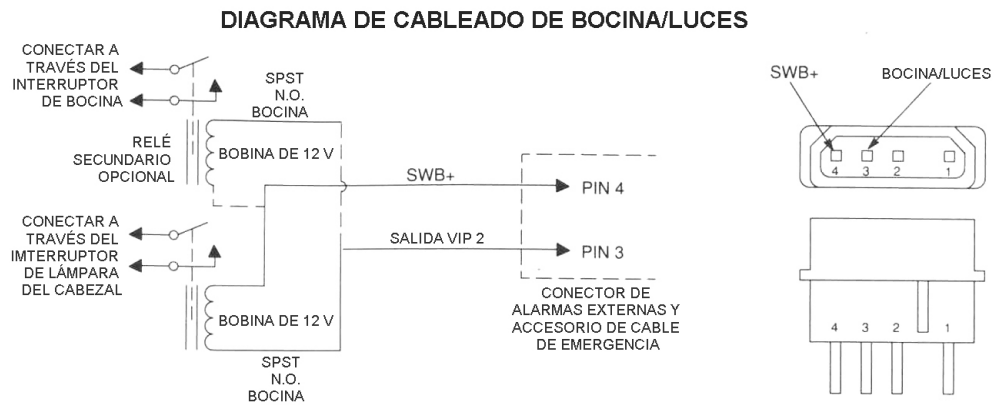 DIAGRAMA DE CABLEADO DE BOCINA/LUCES
CONECTAR A
TRAVÉS DEL
INTERRUPTOR
DE BOCINA
SPST
N.O.
BOCINA
RELÉ
SECUNDARIO
OPCIONAL
BOBINA DE 12 V
SWB+
PIN 4
CONECTAR A
TRAVÉS DEL
IMTERRUPTOR
DE LÁMPARA
DEL CABEZAL
SALIDA VIP 2
PIN 3
BOBINA DE 12 V
SPST
N.O.
BOCINA
CONECTOR DE
ALARMAS EXTERNAS Y
ACCESORIO DE CABLE
DE EMERGENCIA
SWB+
BOCINA/LUCES
4 3 2 1
4 3 2 1